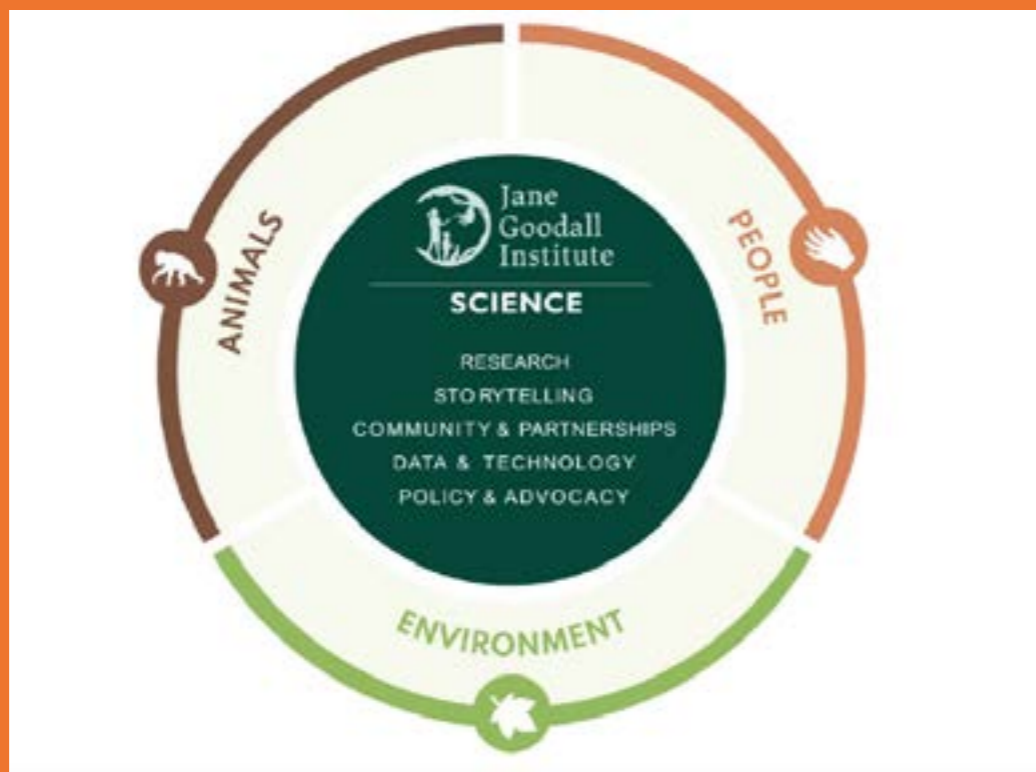 Jane
Goodall
Institute
SCIENCE
RESEARCH
STORYTELLING
COMMUNITY & PARTNERSHIPS
DATA & TECHNOLOGY
POLICY & ADVOCACY
ANIMALS
PEOPLE
ENVIRONMENT